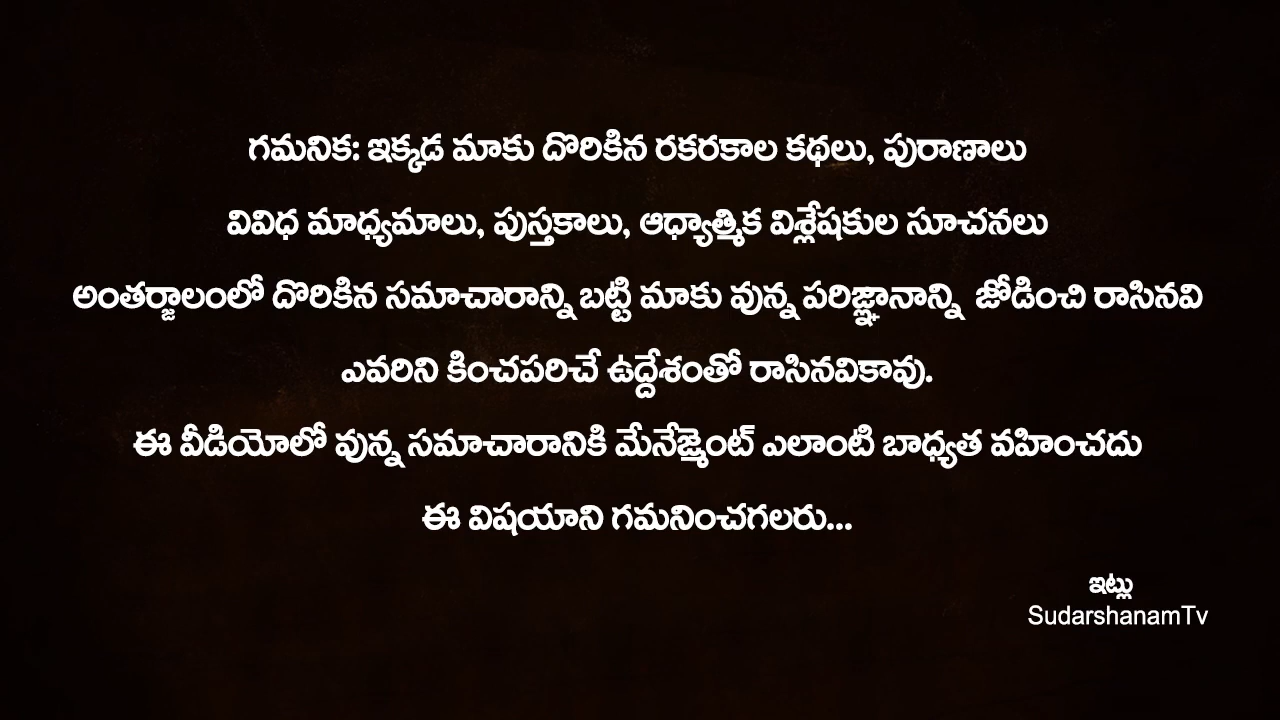 గమనిక: ఇక్కడ మాకు దొరికిన రకరకాల కథలు, పురాణాలు
వివిధ మాధ్యమాలు, పుస్తకాలు, ఆధ్యాత్మిక విశ్లేషకుల సూచనలు
అంతర్జాలంలో దొరికిన సమాచారాన్ని బట్టి మాకు వున్న పరిజ్ఞానాన్ని జోడించి రాసినవి
ఎవరిని కించపరిచే ఉద్దేశంతో రాసినవికావు.
ఈ వీడియోలో వున్న సమాచారానికి మేనేజ్మెంట్ ఎలాంటి బాధ్యత వహించదు
ఈ విషయాని గమనించగలరు...
ఇట్లు
SudarshanamTv